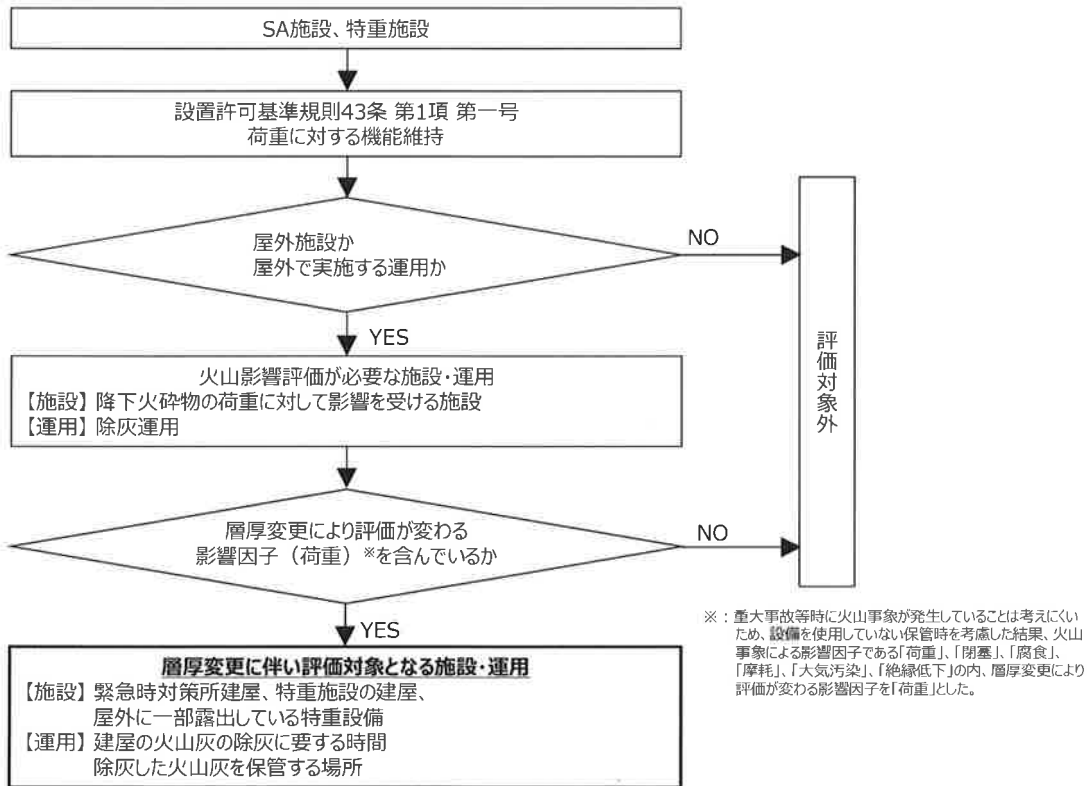 SA施設、特重施設
設置許可基準規則43条 第1項 第一号
荷重に対する機能維持
屋外施設か
屋外で実施する運用か
NO
YES
火山影響評価が必要な施設・運用
【施設】降下火砕物の荷重に対して影響を受ける施設
【運用】除灰運用
層厚変更により評価が変わる
影響因子（荷重）※を含んでいるか
NO
YES
評価対象外
層厚変更に伴い評価対象となる施設・運用
【施設】緊急時対策所建屋、特重施設の建屋、
屋外に一部露出している特重設備
【運用】建屋の火山灰の除灰に要する時間
除灰した火山灰を保管する場所
※：重大事故等時に火山事象が発生していることは考えにくい
ため、設備を使用していない保管時を考慮した結果、火山
事象による影響因子である「荷重」、「閉塞」、「腐食」、
「摩耗」、「大気汚染」、「絶縁低下」の内、層厚変更により
評価が変わる影響因子を「荷重」とした。